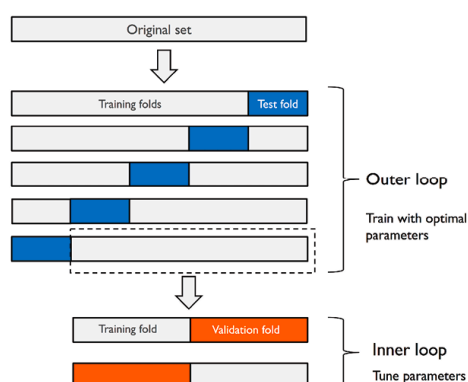 Original set
Training folds
Test fold
Outer loop
Train with optimal
parameters
Training fold
Validation fold
Inner loop
Tune parameters